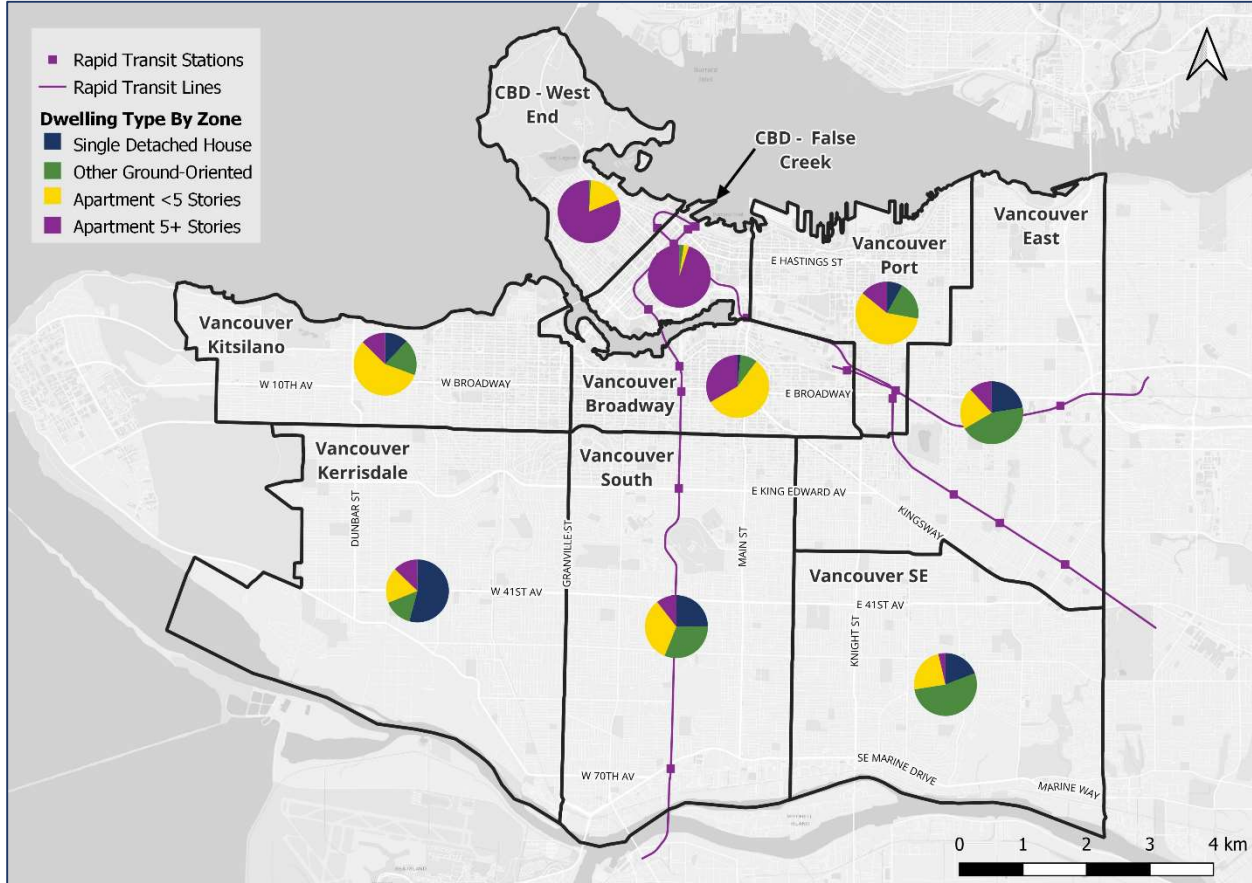 Rapid Transit Stations
Rapid Transit Lines
Dwelling Type By Zone
Single Detached House
Other Ground-Oriented
Apartment <5 Stories
Apartment 5+ Stories
CBD - West
End
CBD -  False
Creek
Vancouver
East
Vancouver
Port
E HASTINGS ST
Vancouver
Kitsilano
W 10TH AV
W BROADWAY
Vancouver
Broadway
E BROADWAY
Vancouver
Kerrisdale
Vancouver
South
DUNBAR ST
GRANVILLE ST
MAIN ST
E KING EDWARD AV
KINGSWAY
W 41ST AV
Vancouver SE
E 41ST AV
KNIGHT ST
W 70TH AV
SE MARINE DRIVE
MARINE WAY
0 1 2 3 4 km